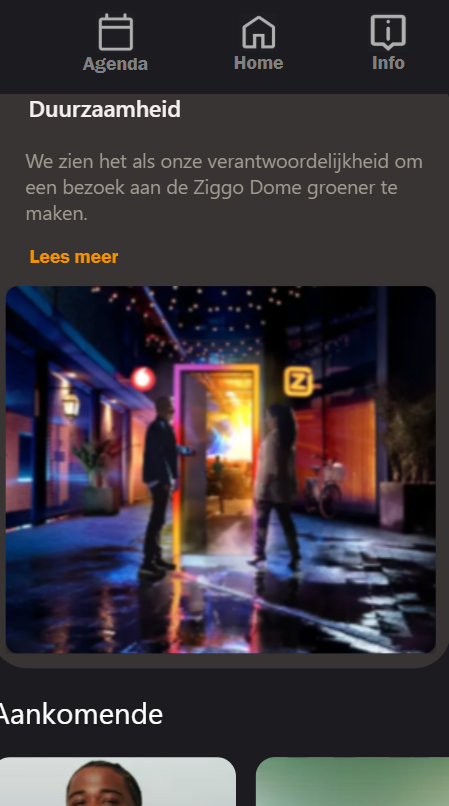 Agenda Home Info
Duurzaamheid
We zien het als onze verantwoordelijkheid om
een bezoek aan de Ziggo Dome groener te
maken.
Lees meer
Z
Aankomende